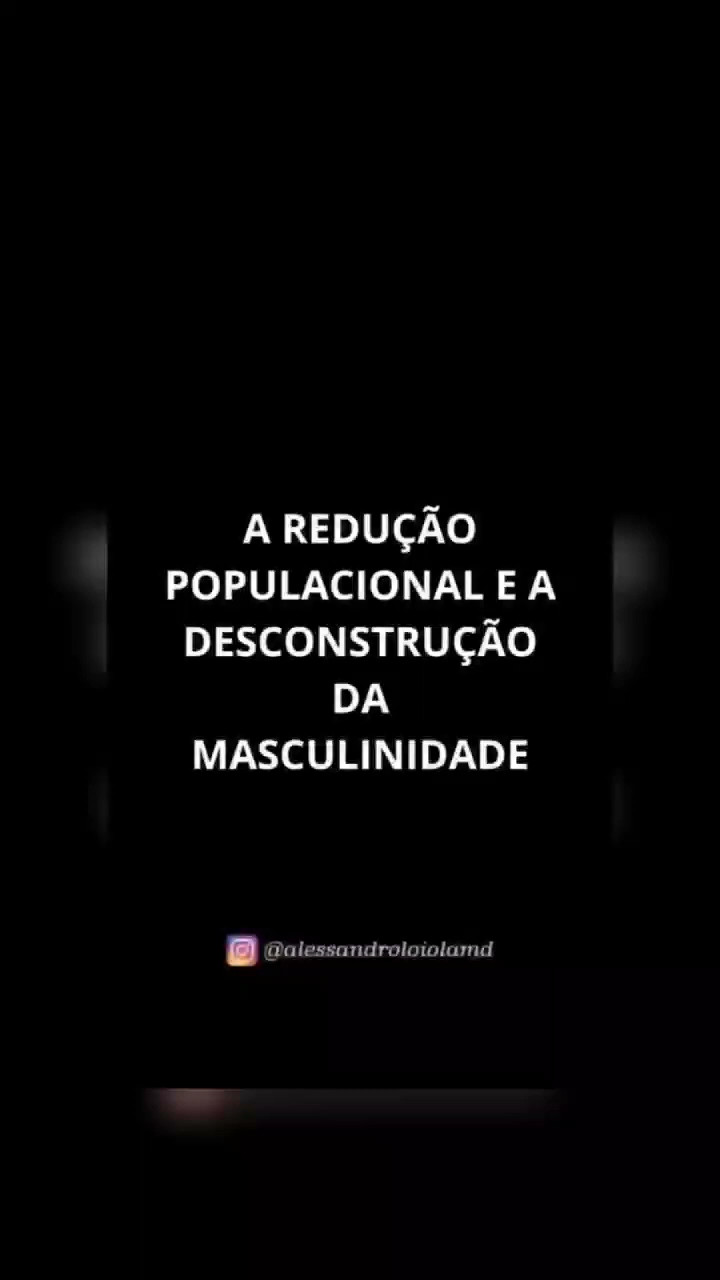 A REDUÇÃO
POPULACIONAL E A
DESCONSTRUÇÃO
DA
MASCULINIDADE
@alessandroloiolamd